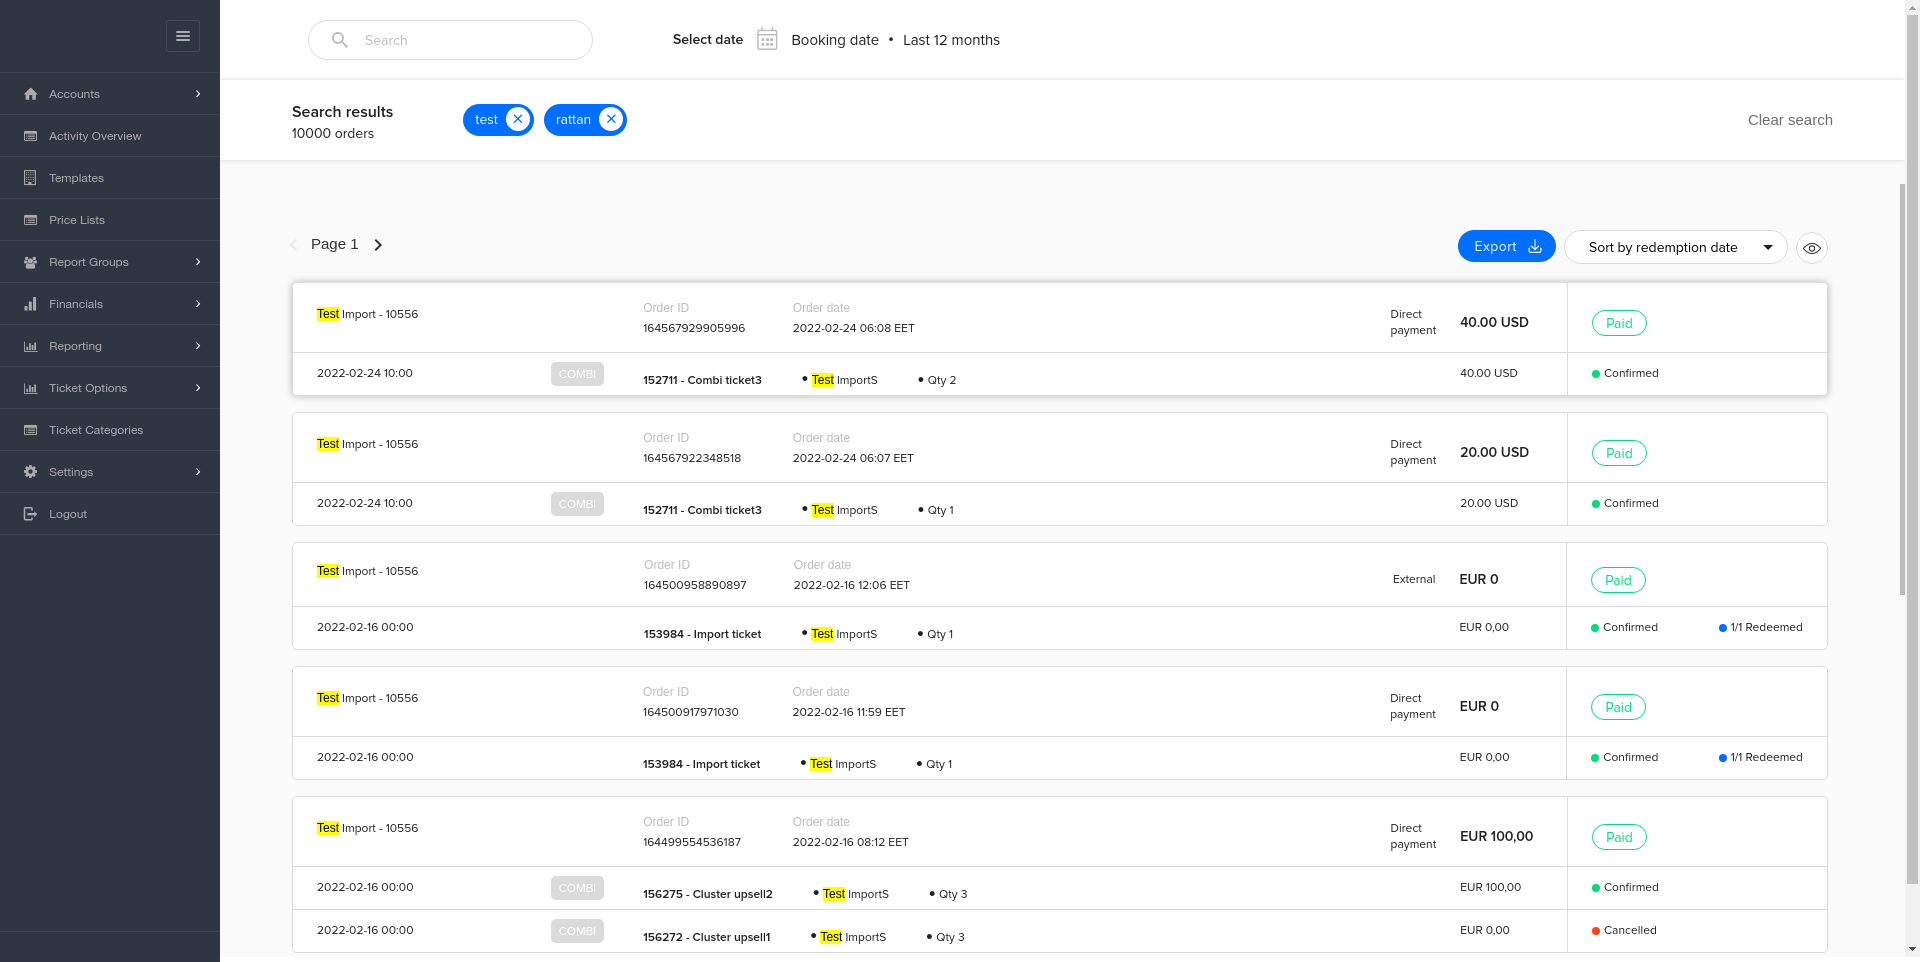 Accounts
Activity Overview
Templates
Price Lists
Report Groups
Financials
Reporting
Ticket Options
Ticket Categories
Settings
Logout
Search
Select date Booking date • Last 12 months
Search results
10000 orders
test
rattan
Clear search
Page 1
Export
Sort by redemption date
Test Import - 10556
Order ID
164567929905996
Order date
2022-02-24 06:08 EET
Direct
payment
40.00 USD
Paid
2022-02-24 10:00 COMBI 152711 - Combi ticket3 • Test ImportS • Qty 2 40.00 USD Confirmed
Test Import - 10556
Order ID
164567922348518
Order date
2022-02-24 06:07 EET
Direct
payment
20.00 USD
Paid
2022-02-24 10:00 COMBI 152711 - Combi ticket3 • Test ImportS • Qty 1 20.00 USD Confirmed
Test Import - 10556
Order ID
164500958890897
Order date
2022-02-16 12:06 EET
External
EUR 0
Paid
2022-02-16 00:00 153984 - Import ticket • Test ImportS • Qty 1 EUR 0,00 Confirmed 1/1 Redeemed
Test Import - 10556
Order ID
164500917971030
Order date
2022-02-16 11:59 EET
Direct
payment
EUR 0
Paid
2022-02-16 00:00 153984 - Import ticket • Test ImportS • Qty 1 EUR 0,00 Confirmed 1/1 Redeemed
Test Import - 10556
Order ID
164499554536187
Order date
2022-02-16 08:12 EET
Direct
payment
EUR 100,00
Paid
2022-02-16 00:00 COMBI 156275 - Cluster upsell2 • Test ImportS • Qty 3 EUR 100,00 Confirmed
2022-02-16 00:00 COMBI 156272 - Cluster upsell1 • Test ImportS • Qty 3 EUR 0,00 Cancelled